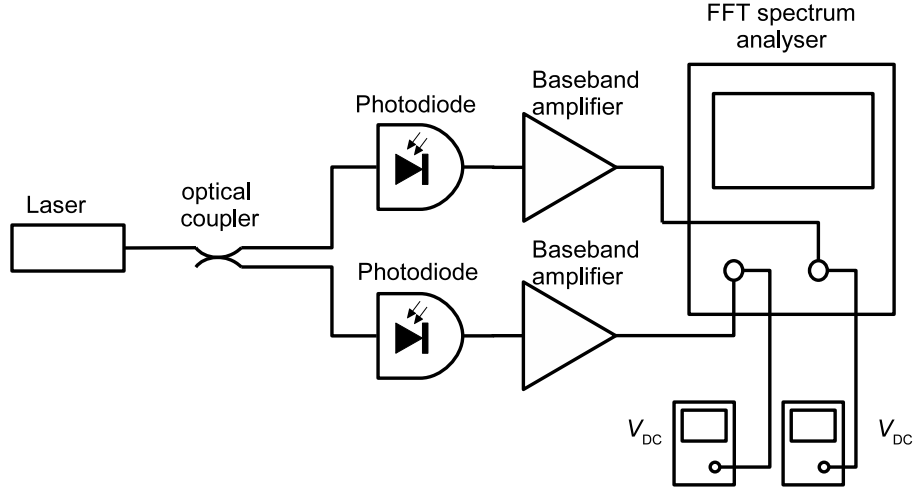 FFT spectrum
analyser
Baseband
amplifier
Photodiode
optical
coupler
Laser
Baseband
amplifier
Photodiode
V_DC
V_DC